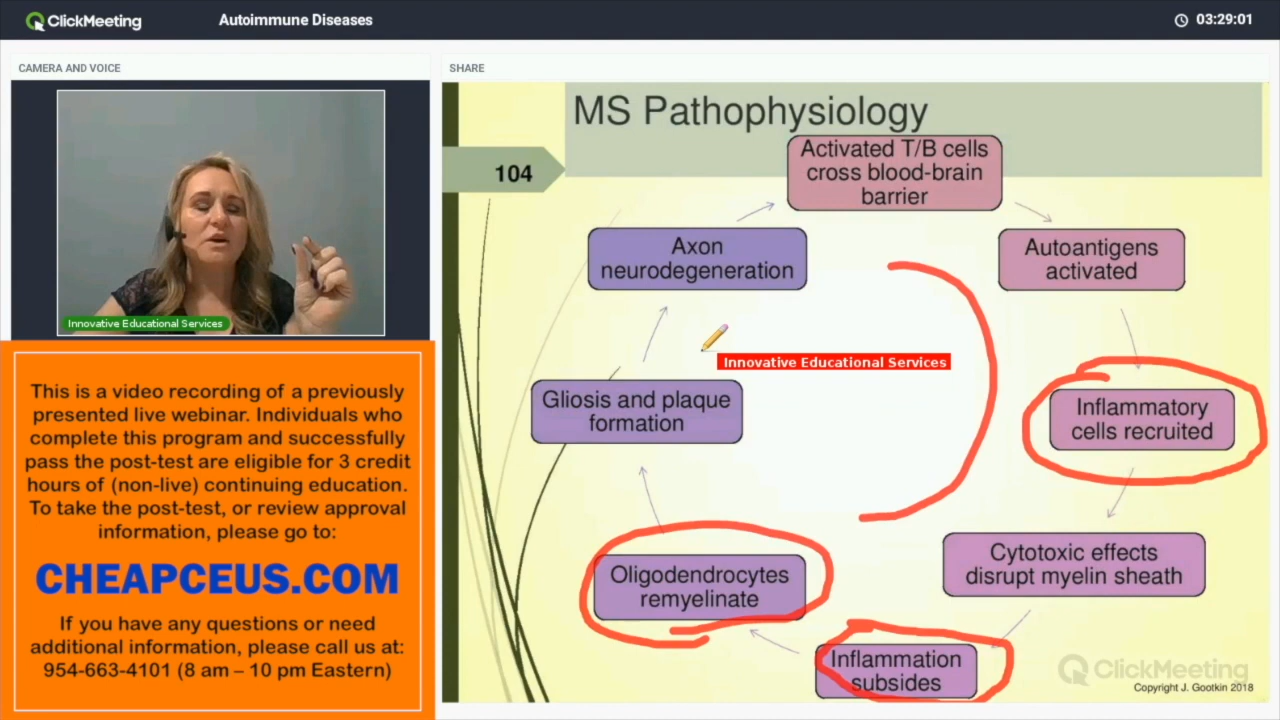 ClickMeeting
Autoimmune Diseases
03:29:01
CAMERA AND VOICE
SHARE
Innovative Educational Services
This is a video recording of a previously
presented live webinar. Individuals who
complete this program and successfully
pass the post-test are eligible for 3 credit
hours of (non-live) continuing education.
To take the post-test, or review approval
information, please go to:
CHEAPCEUS.COM
If you have any questions or need
additional information, please call us at:
954-663-4101 (8 am – 10 pm Eastern)
MS Pathophysiology
104
Activated T/B cells
cross blood-brain
barrier
Autoantigens
activated
Inflammatory
cells recruited
Cytotoxic effects
disrupt myelin sheath
Inflammation
subsides
Oligodendrocytes
remyelinate
Gliosis and plaque
formation
Axon
neurodegeneration
Innovative Educational Services
ClickMeeting
Copyright J. Gootkin 2018